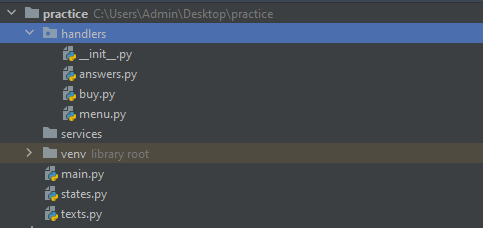 practice C:\Users\Admin\Desktop\practice
handlers
__init__.py
answers.py
buy.py
menu.py
services
venv library root
main.py
states.py
texts.py